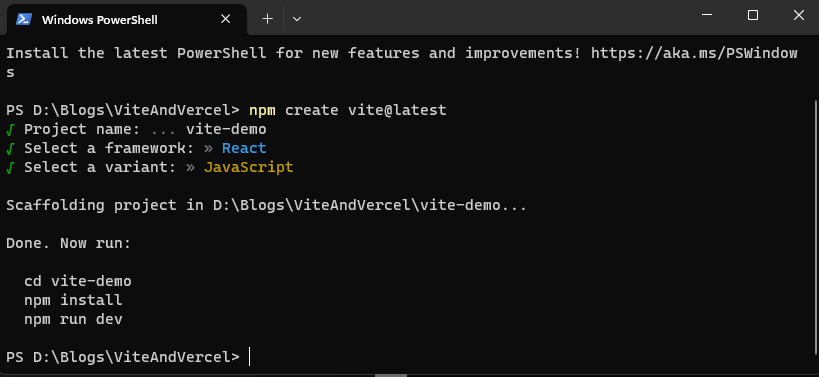 Windows PowerShell
Install the latest PowerShell for new features and improvements! https://aka.ms/PSWindow
s
PS D:\Blogs\ViteAndVercel> npm create vite@latest
√ Project name: ... vite-demo
√ Select a framework: » React
√ Select a variant: » JavaScript
Scaffolding project in D:\Blogs\ViteAndVercel\vite-demo...
Done. Now run:
cd vite-demo
npm install
npm run dev
PS D:\Blogs\ViteAndVercel>